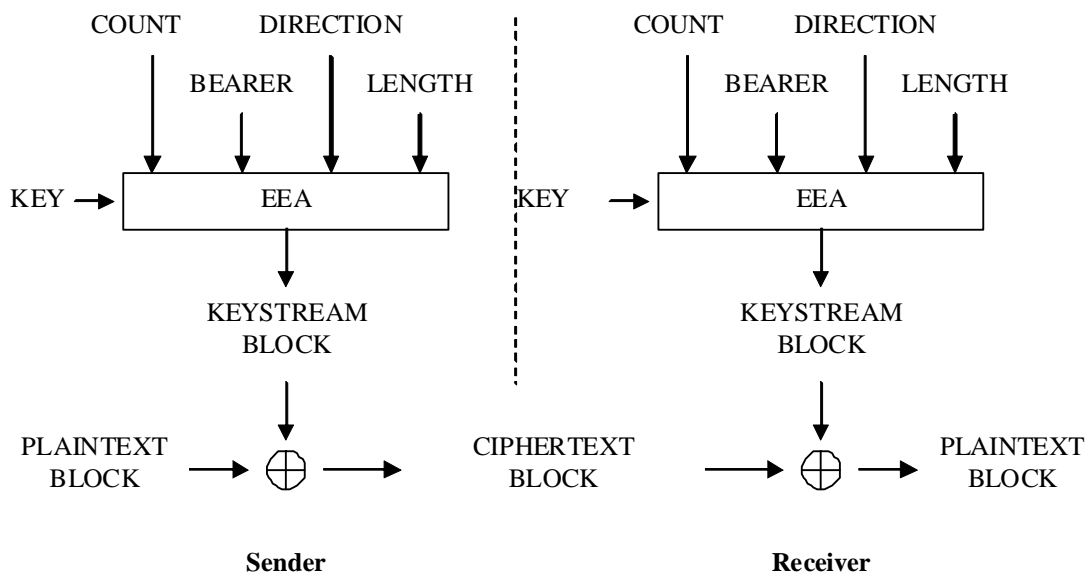 COUNT DIRECTION
BEARER LENGTH
KEY EEA
KEYSTREAM
BLOCK
PLAINTEXT
BLOCK
COUNT DIRECTION
BEARER LENGTH
KEY EEA
KEYSTREAM
BLOCK
CIPHERTEXT
BLOCK
PLAINTEXT
BLOCK
Sender
Receiver